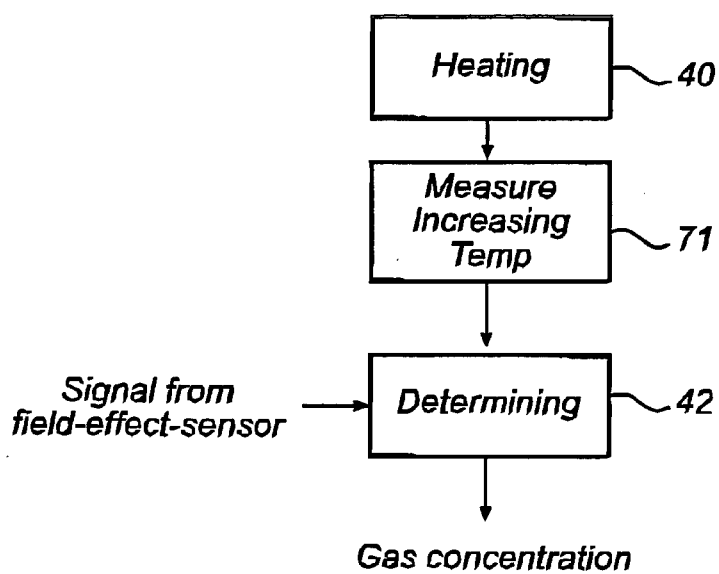 Heating
40
Measure
Increasing
Temp
71
Signal from
field-effect-sensor
Determining
42
Gas concentration